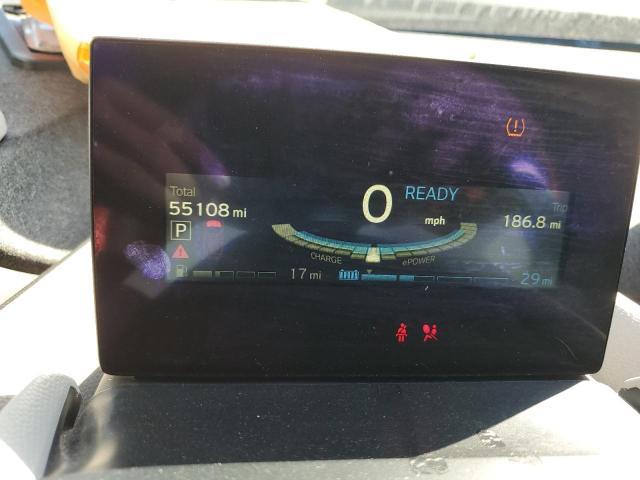 Total
55108 mi
P
0
mph
READY
Trip
186.8 mi
CHARGE
ePOWER
17 mi
29 mi